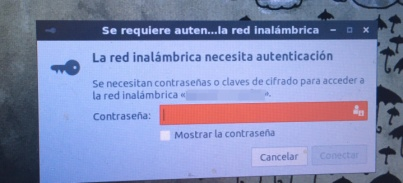 Se requiere auten...la red inalámbrica
La red inalámbrica necesita autenticación
Se necesitan contraseñas o claves de cifrado para acceder a
la red inalámbrica «
».
Contraseña:
Mostrar la contraseña
Cancelar
Conectar